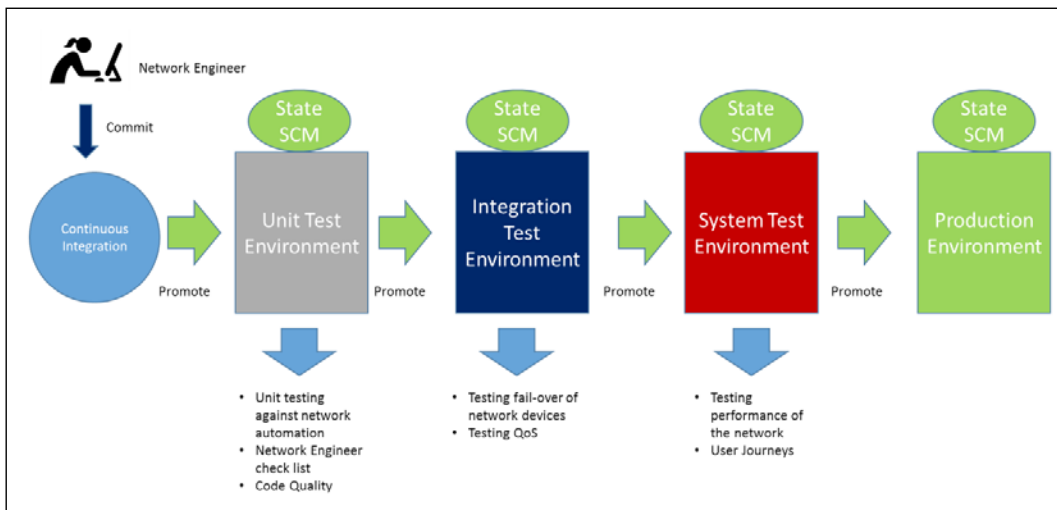 Network Engineer
Commit
Continuous
Integration
Promote
State
SCM
Unit Test
Environment
Promote
State
SCM
Integration
Test
Environment
Promote
State
SCM
System Test
Environment
Promote
State
SCM
Production
Environment
• Unit testing
against network
automation
• Network Engineer
check list
• Code Quality
• Testing fail-over of
network devices
• Testing QoS
• Testing
performance of
the network
• User Journeys